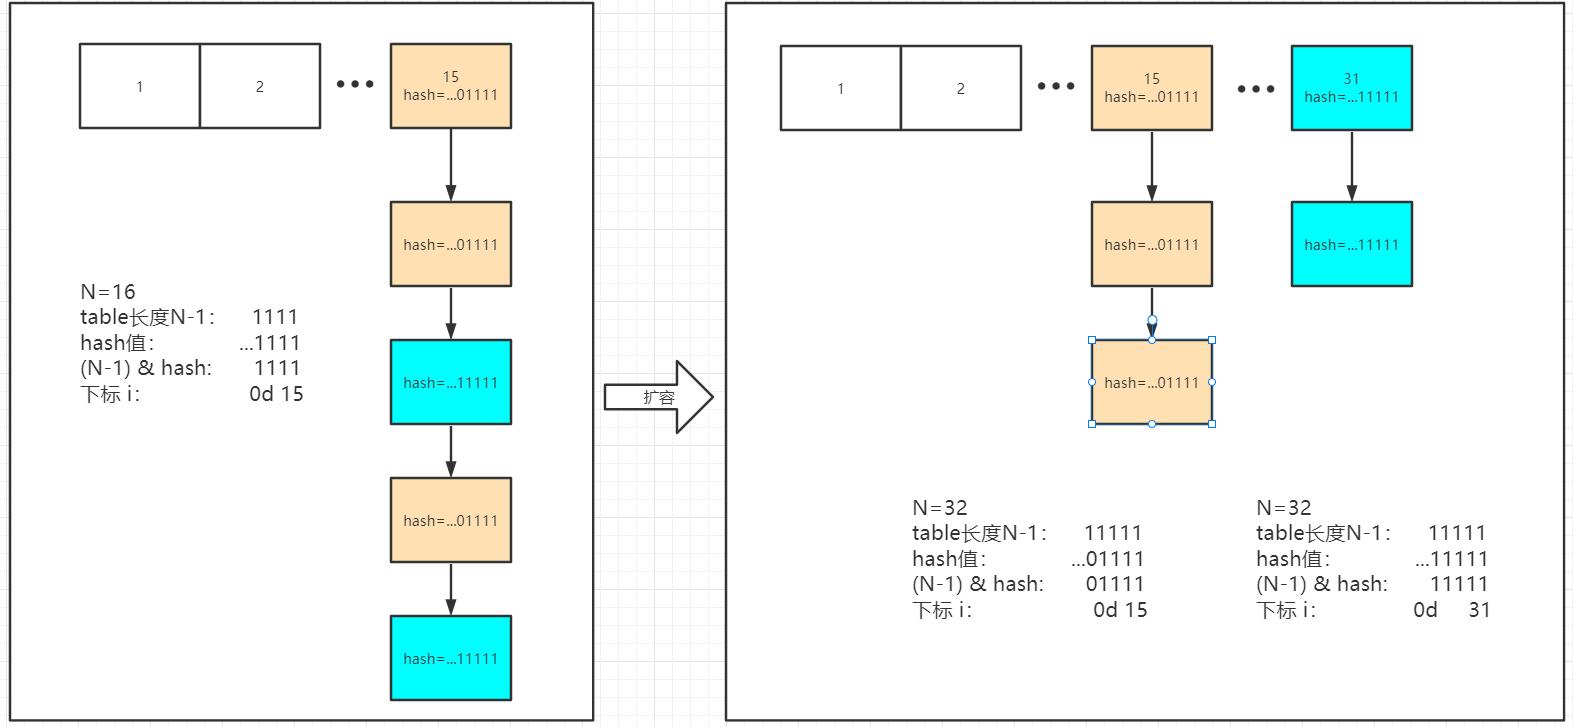 1
2
15
hash=...01111
hash=...01111
hash=...11111
hash=...01111
hash=...11111
N=16
table长度N-1： 1111
hash值： ...1111
(N-1) & hash: 1111
下标 i： 0d 15
扩容
1
2
15
hash=...01111
31
hash=...11111
hash=...01111
hash=...11111
hash=...01111
N=32
table长度N-1： 11111
hash值： ...01111
(N-1) & hash: 01111
下标 i： 0d 15
N=32
table长度N-1： 11111
hash值： ...11111
(N-1) & hash: 11111
下标 i： 0d 31